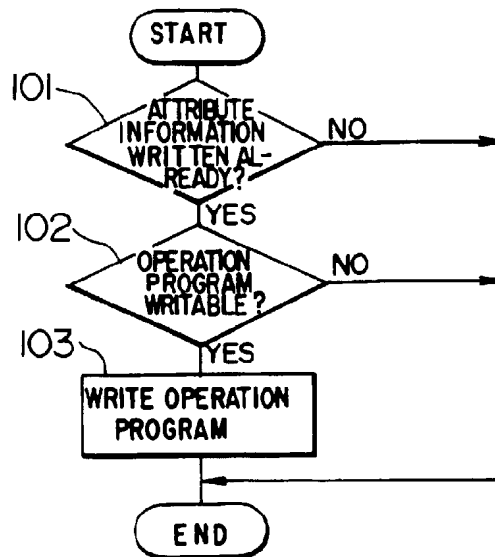 START
101
ATTRIBUTE
INFORMATION
WRITTEN AL-
READY?
NO
YES
102
OPERATION
PROGRAM
WRITABLE?
NO
YES
103
WRITE OPERATION
PROGRAM
END